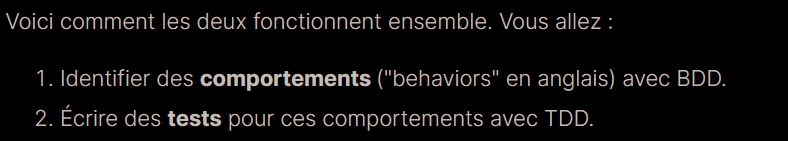 Voici comment les deux fonctionnent ensemble. Vous allez :
1. Identifier des comportements ("behaviors" en anglais) avec BDD.
2. Écrire des tests pour ces comportements avec TDD.